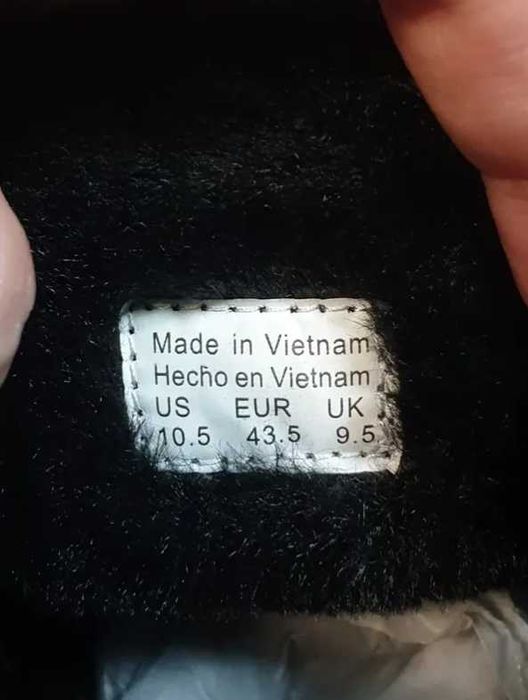 Made in Vietnam
Hecho en Vietnam
US EUR UK
10.5 43.5 9.5